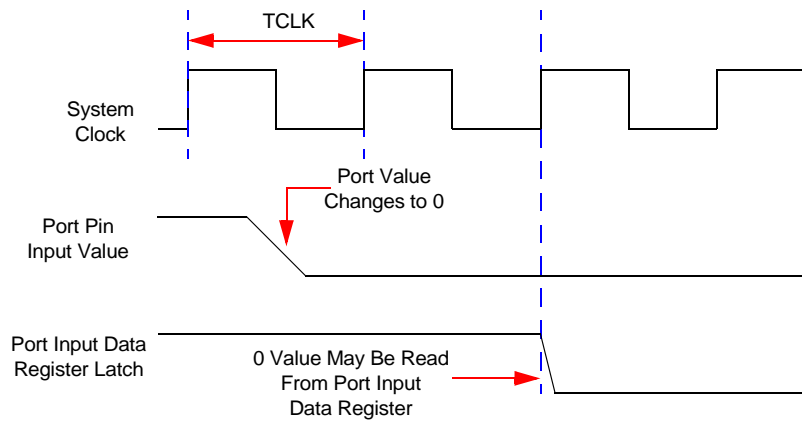 TCLK
System
Clock
Port Value
Changes to 0
Port Pin
Input Value
Port Input Data
Register Latch
0 Value May Be Read
From Port Input
Data Register